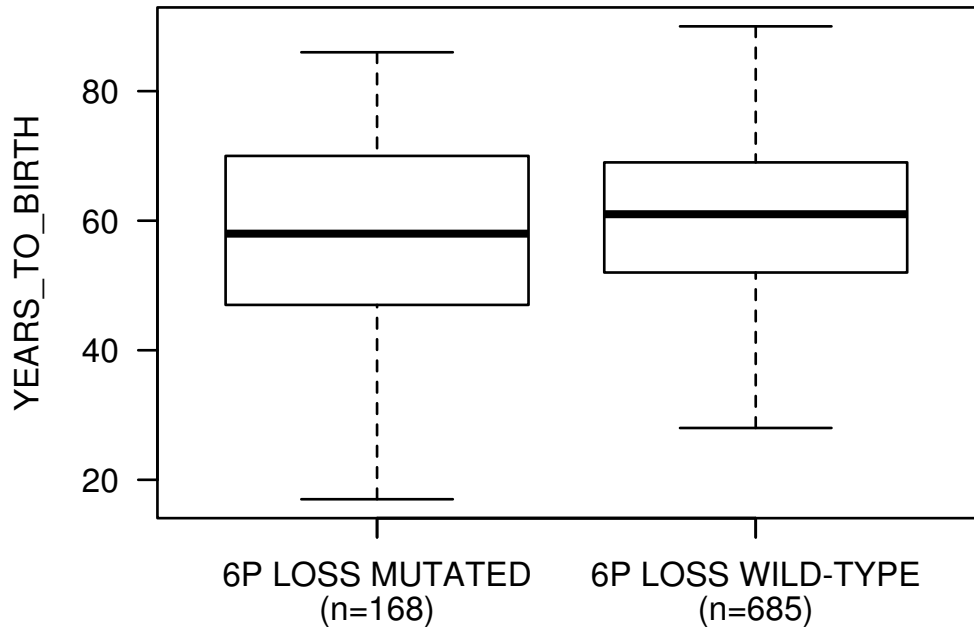 YEARS_TO_BIRTH
80
60
40
20
6P LOSS MUTATED
(n=168)
6P LOSS WILD-TYPE
(n=685)